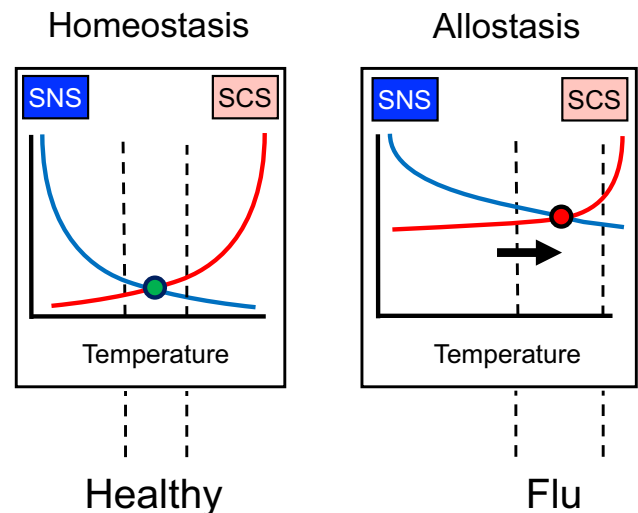 Homeostasis
Allostasis
SNS
SCS
SNS
SCS
Temperature
Temperature
Healthy
Flu